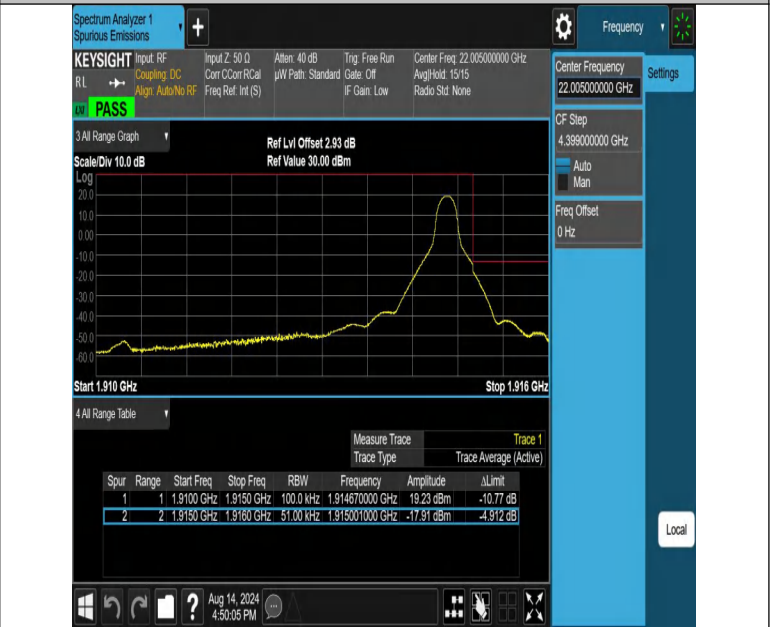 Spectrum Analyzer 1
Spurious Emissions
Frequency
KEYSIGHT
RL
PASS
Input: RF
Coupling: DC
Align: Auto/No RF
Input Z: 50 Ω
Corr CCorr RCal
Freq Ref: Int (S)
Atten: 40 dB
µW Path: Standard
Trig: Free Run
Gate: Off
IF Gain: Low
Center Freq: 22.005000000 GHz
Avg|Hold: 15/15
Radio Std: None
Center Frequency
22.005000000 GHz
Settings
CF Step
4.399000000 GHz
Auto
Man
Freq Offset
0 Hz
3 All Range Graph
Scale/Div 10.0 dB
Ref Lvl Offset 2.93 dB
Ref Value 30.00 dBm
Log
20.0
10.0
0.00
-10.0
-20.0
-30.0
-40.0
-50.0
-60.0
Start 1.910 GHz
Stop 1.916 GHz
4 All Range Table
Measure Trace Trace 1
Trace Type Trace Average (Active)
Spur Range Start Freq Stop Freq RBW Frequency Amplitude ΔLimit
1 1 1.9100 GHz 1.9150 GHz 100.0 kHz 1.914670000 GHz 19.23 dBm -10.77 dB
2 2 1.9150 GHz 1.9160 GHz 51.00 kHz 1.915001000 GHz -17.91 dBm -4.912 dB
Local
Aug 14, 2024
4:50:05 PM